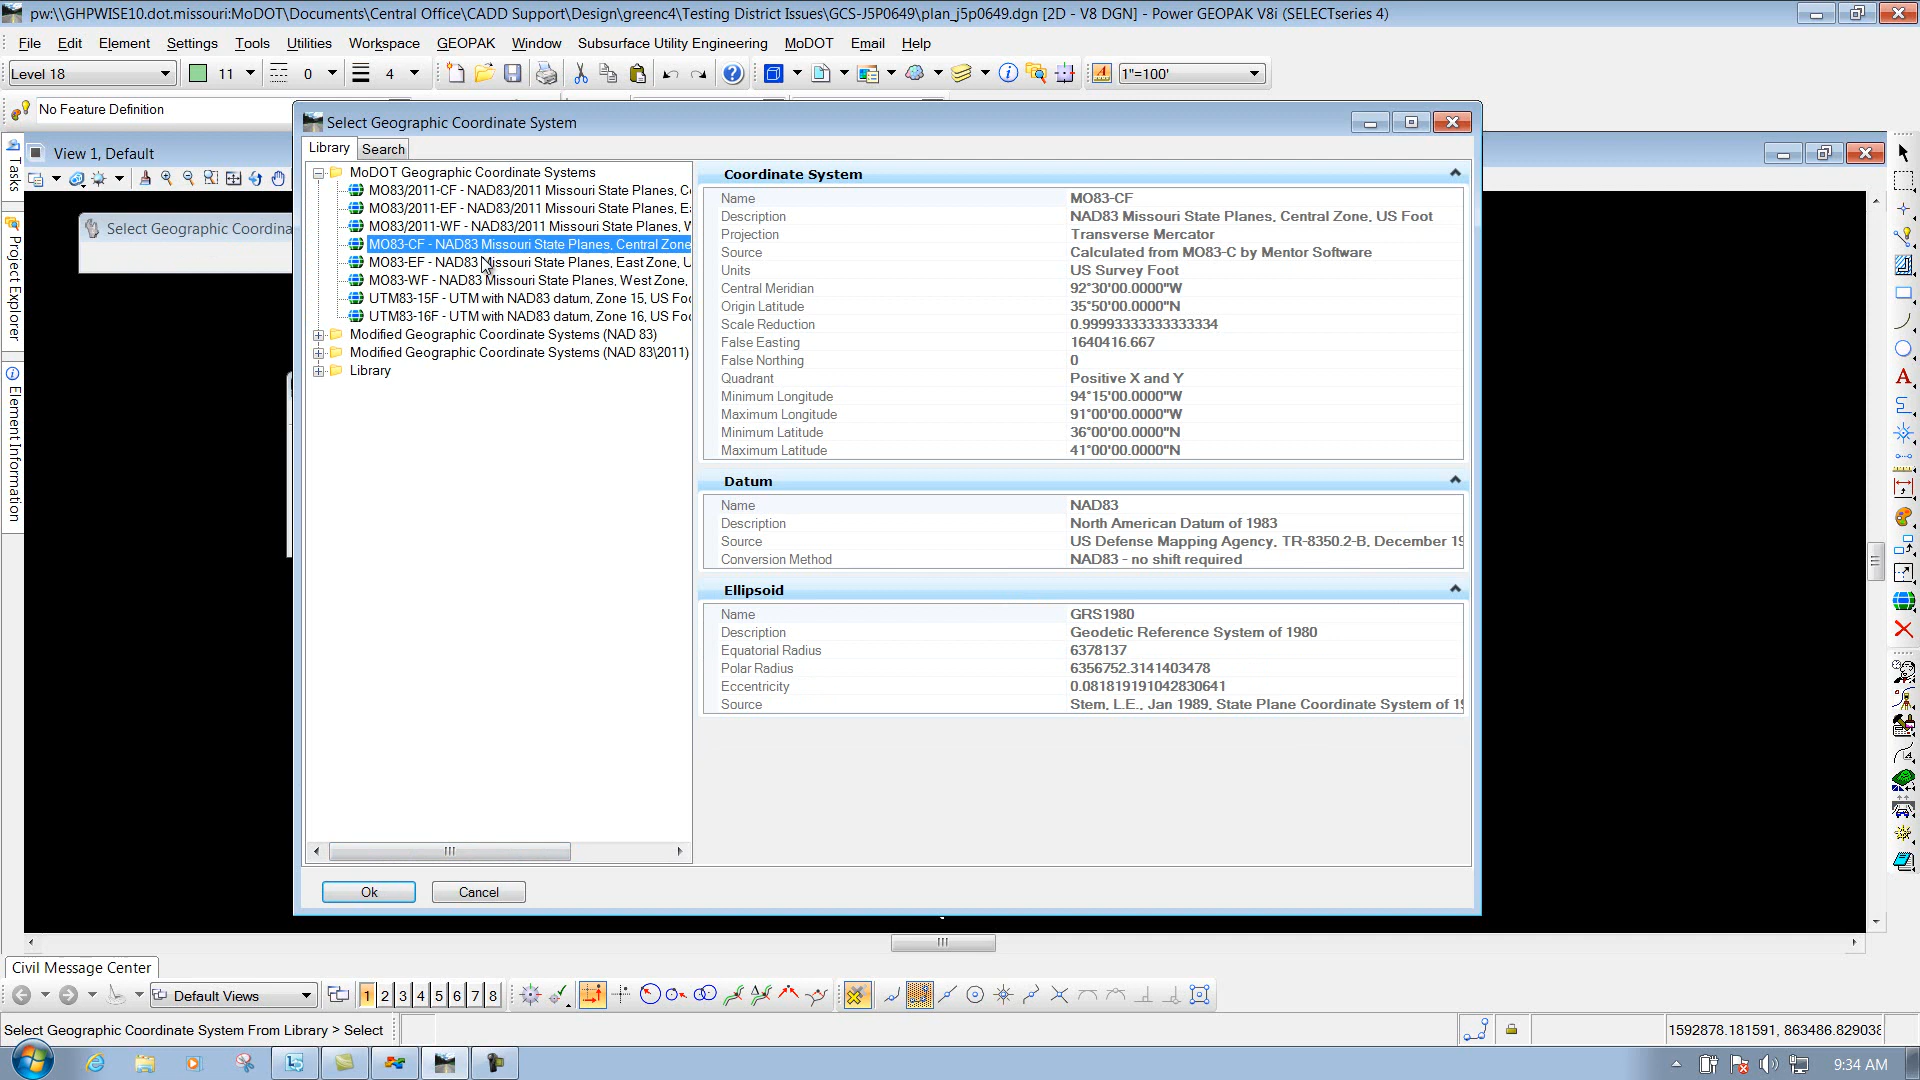 pw:\\GHPWISE10.dot.missouri:MoDOT\Documents\Central Office\CADD Support\Design\greenc4\Testing District Issues\GCS-J5P0649\plan_j5p0649.dgn [2D - V8 DGN] - Power GEOPAK V8i (SELECTseries 4)
File Edit Element Settings Tools Utilities Workspace GEOPAK Window Subsurface Utility Engineering MoDOT Email Help
Level 18 11 0 4 1"=100'
No Feature Definition
Select Geographic Coordinate System
Library Search
View 1, Default
Select Geographic Coordina
Tasks
Project Explorer
Element Information
MoDOT Geographic Coordinate Systems
MO83/2011-CF - NAD83/2011 Missouri State Planes, Ce
MO83/2011-EF - NAD83/2011 Missouri State Planes, Ea
MO83/2011-WF - NAD83/2011 Missouri State Planes, W
MO83-CF - NAD83 Missouri State Planes, Central Zone
MO83-EF - NAD83 Missouri State Planes, East Zone, U
MO83-WF - NAD83 Missouri State Planes, West Zone,
UTM83-15F - UTM with NAD83 datum, Zone 15, US Foo
UTM83-16F - UTM with NAD83 datum, Zone 16, US Foo
Modified Geographic Coordinate Systems (NAD 83)
Modified Geographic Coordinate Systems (NAD 83\2011)
Library
Coordinate System
Name MO83-CF
Description NAD83 Missouri State Planes, Central Zone, US Foot
Projection Transverse Mercator
Source Calculated from MO83-C by Mentor Software
Units US Survey Foot
Central Meridian 92°30'00.0000"W
Origin Latitude 35°50'00.0000"N
Scale Reduction 0.99993333333333334
False Easting 1640416.667
False Northing 0
Quadrant Positive X and Y
Minimum Longitude 94°15'00.0000"W
Maximum Longitude 91°00'00.0000"W
Minimum Latitude 36°00'00.0000"N
Maximum Latitude 41°00'00.0000"N
Datum
Name NAD83
Description North American Datum of 1983
Source US Defense Mapping Agency, TR-8350.2-B, December 19
Conversion Method NAD83 - no shift required
Ellipsoid
Name GRS1980
Description Geodetic Reference System of 1980
Equatorial Radius 6378137
Polar Radius 6356752.3141403478
Eccentricity 0.081819191042830641
Source Stem, L.E., Jan 1989, State Plane Coordinate System of 19
Ok Cancel
Civil Message Center
Default Views 1 2 3 4 5 6 7 8
Select Geographic Coordinate System From Library > Select
1592878.181591, 863486.829038
9:34 AM